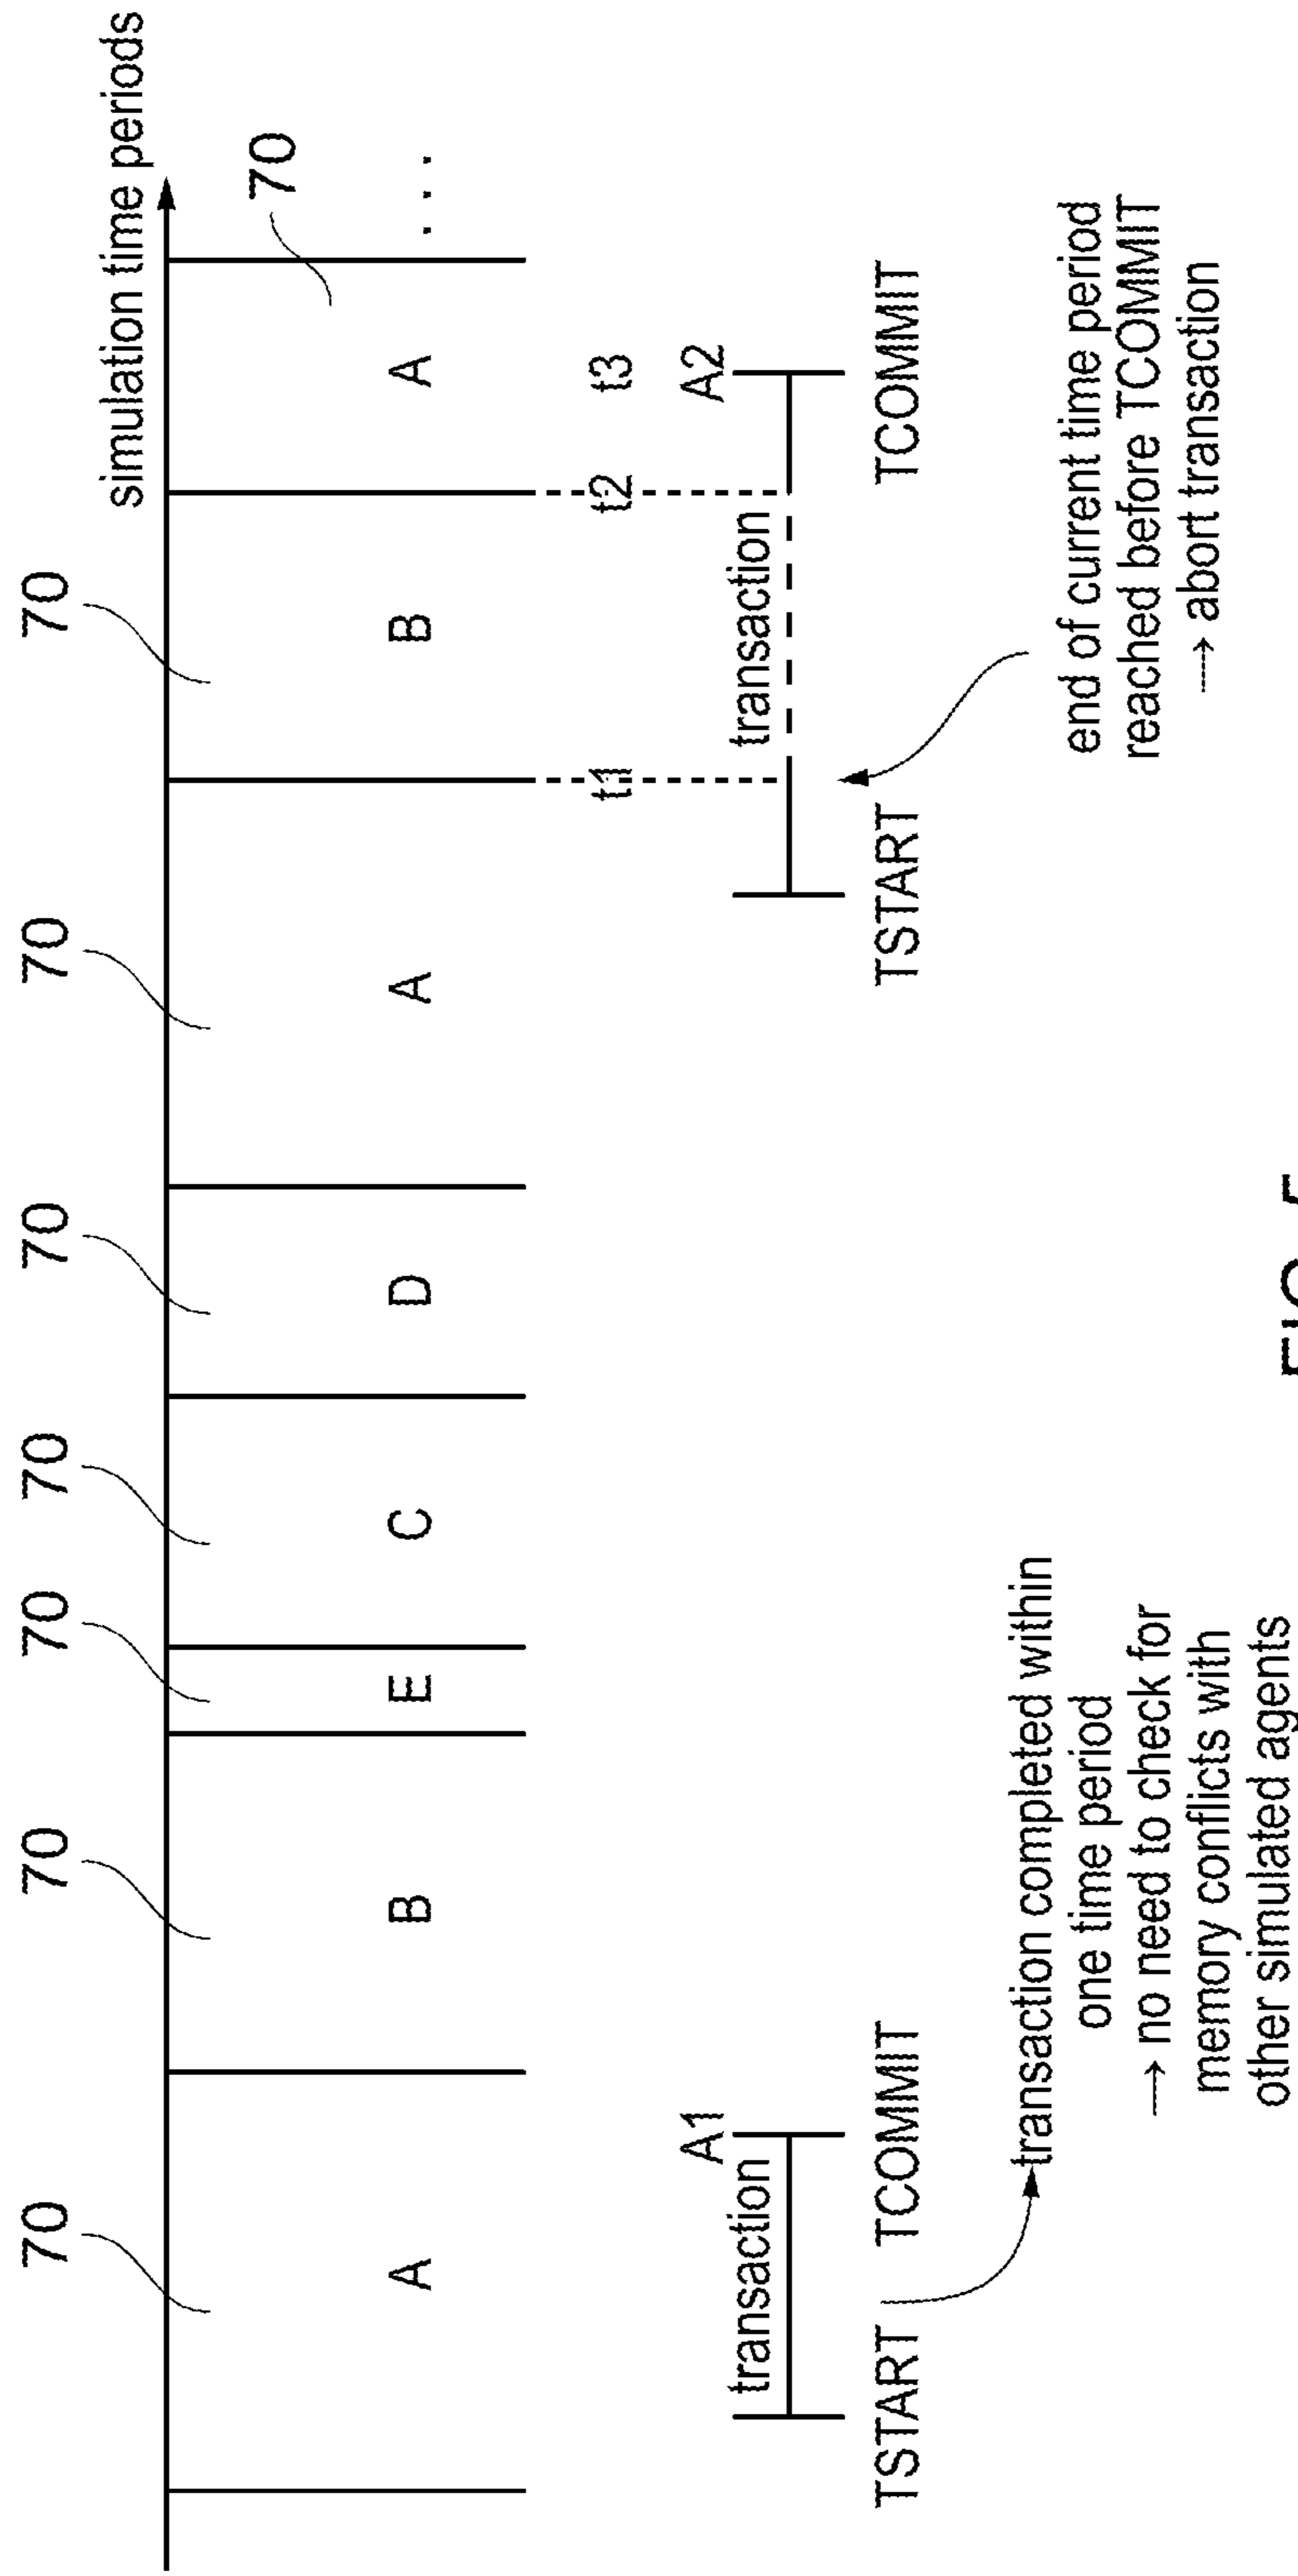 simulation time periods
70 70 70 70 70 70 70
70
A B E C D A B A . . .
t1 t2 t3
A1 A2
transaction transaction
TSTART TCOMMIT TSTART TCOMMIT
transaction completed within
one time period
→ no need to check for
memory conflicts with
other simulated agents
end of current time period
reached before TCOMMIT
→ abort transaction